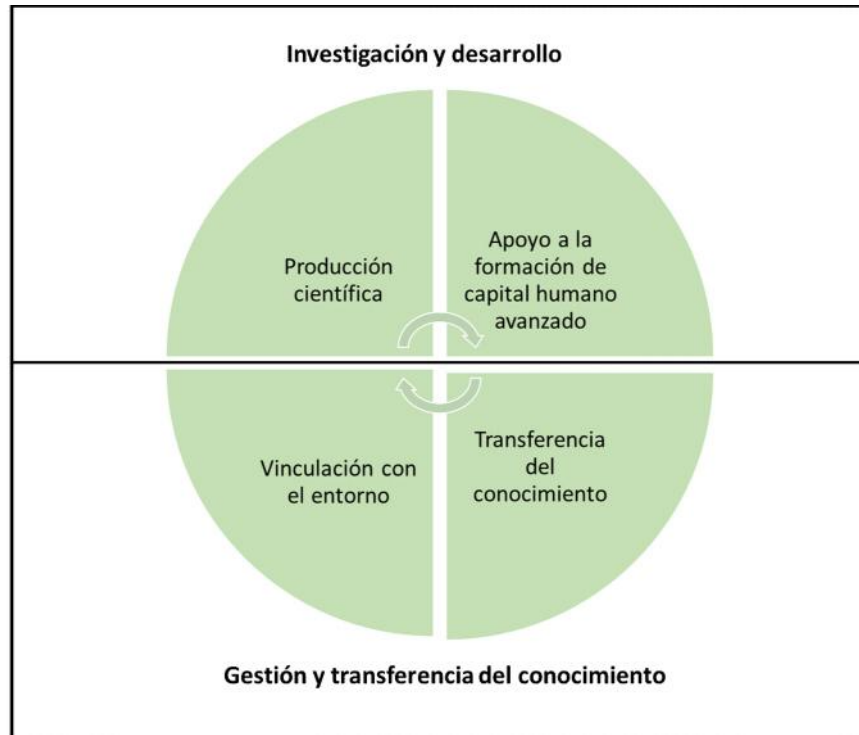 Investigación y desarrollo
Producción
científica
Apoyo a la
formación de
capital humano
avanzado
Vinculación con
el entorno
Transferencia
del
conocimiento
Gestión y transferencia del conocimiento